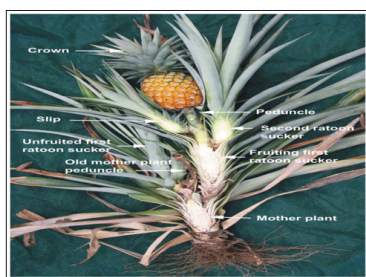 Crown
Peduncle
Slip
Second ratoon
sucker
Unfruited first
ratoon sucker
Old mother plant
peduncle
Fruiting first
ratoon sucker
Mother plant